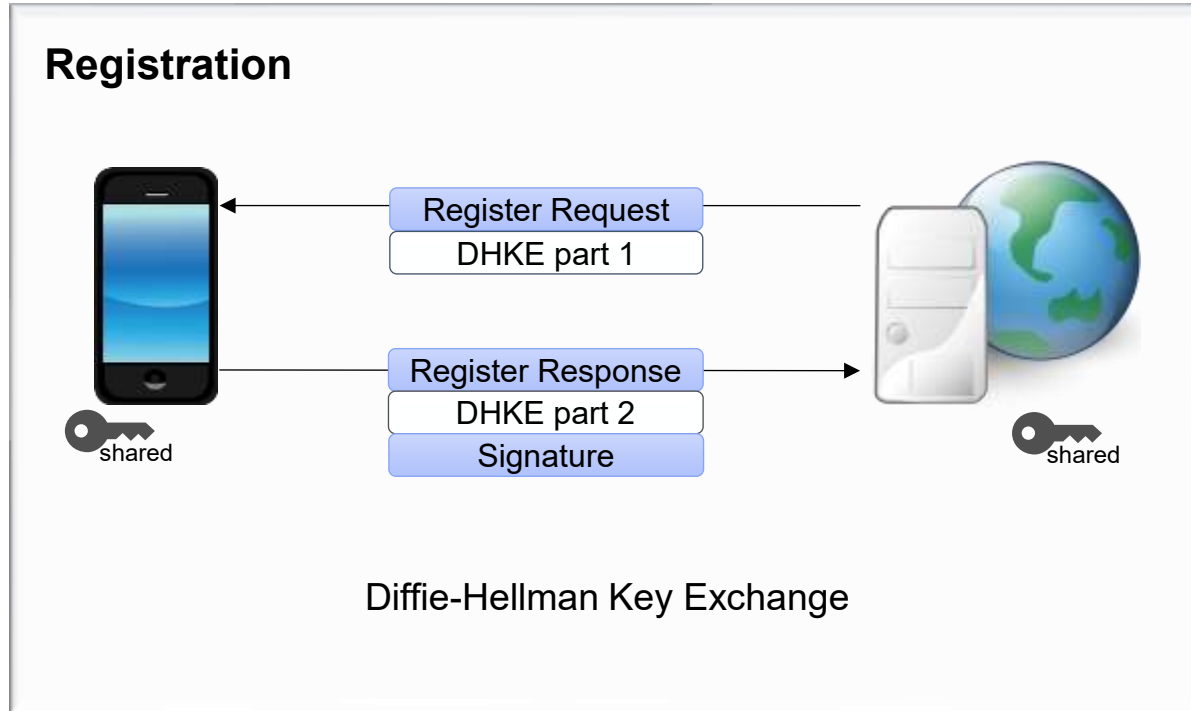 Registration
Register Request
DHKE part 1
Register Response
DHKE part 2
Signature
shared
shared
Diffie-Hellman Key Exchange